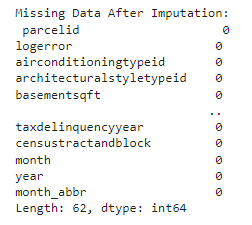 Missing Data After Imputation:
parcelid 0
logerror 0
airconditioningtypeid 0
architecturalstyletypeid 0
basementsqft 0
..
taxdelinquencyyear 0
censustractandblock 0
month 0
year 0
month_abbr 0
Length: 62, dtype: int64